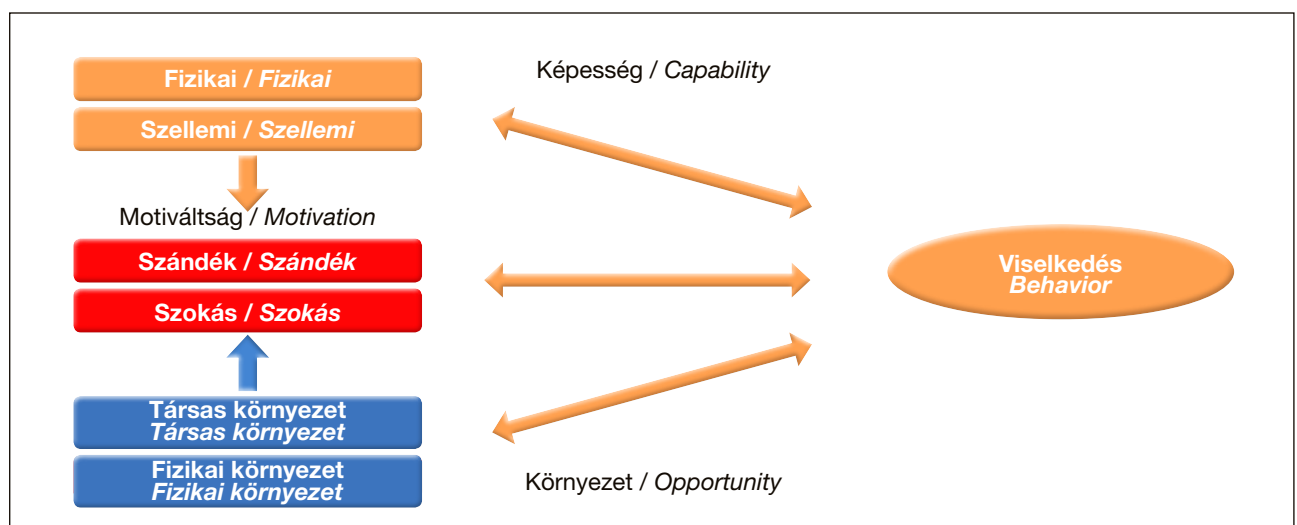 Fizikai / Fizikai
Képesség / Capability
Szellemi / Szellemi
Motiváltság / Motivation
Szándék / Szándék
Viselkedés
Behavior
Szokás / Szokás
Társas környezet
Társas környezet
Fizikai környezet
Fizikai környezet
Környezet / Opportunity